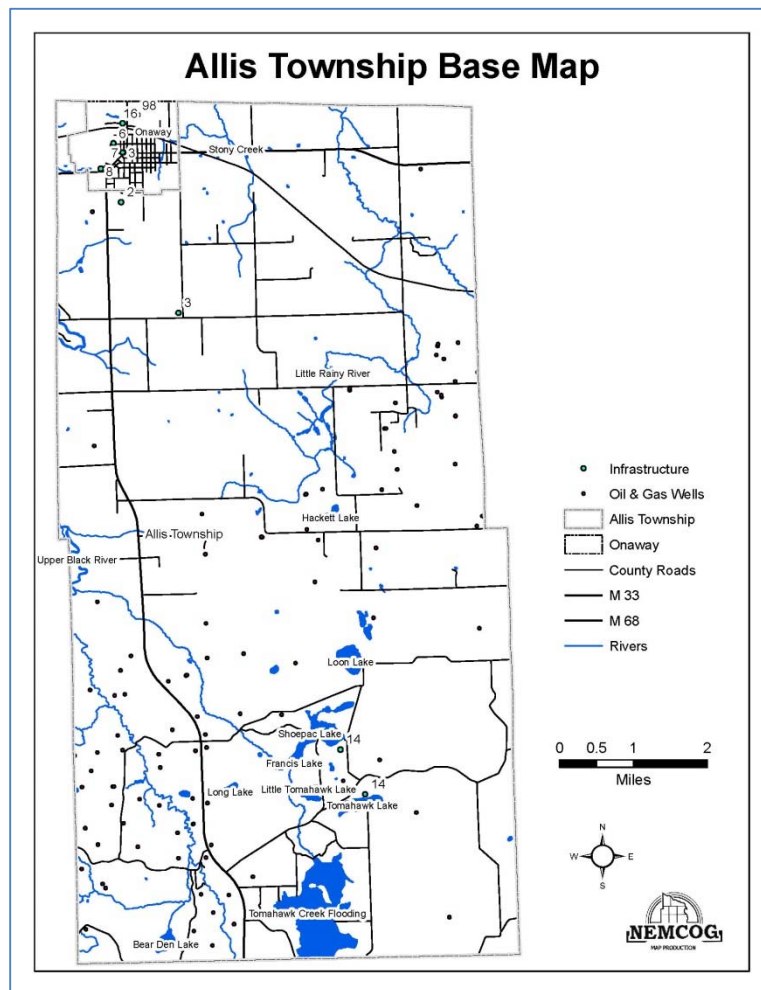 Allis Township Base Map
98
16
6
Onaway
7
3
8
2
Stony Creek
3
Little Rainy River
Hackett Lake
Allis Township
Upper Black River
Loon Lake
Shoepac Lake
14
Francis Lake
Little Tomahawk Lake
14
Long Lake
Tomahawk Lake
Tomahawk Creek Flooding
Bear Den Lake
Infrastructure
Oil & Gas Wells
Allis Township
Onaway
County Roads
M 33
M 68
Rivers
0 0.5 1 2
Miles
N
W E
S
NEMCOG
MAP PRODUCTION